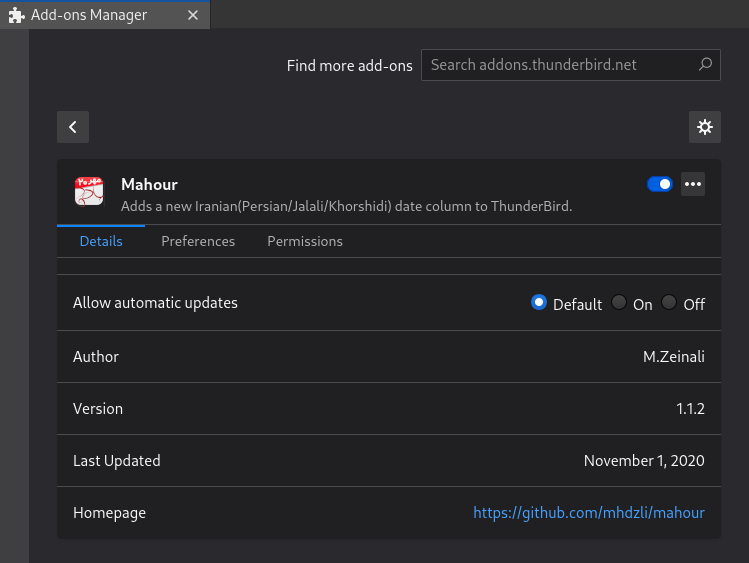 Add-ons Manager
Find more add-ons Search addons.thunderbird.net
Mahour
Adds a new Iranian(Persian/Jalali/Khorshidi) date column to ThunderBird.
Details Preferences Permissions
Allow automatic updates Default On Off
Author M.Zeinali
Version 1.1.2
Last Updated November 1, 2020
Homepage https://github.com/mhdzli/mahour